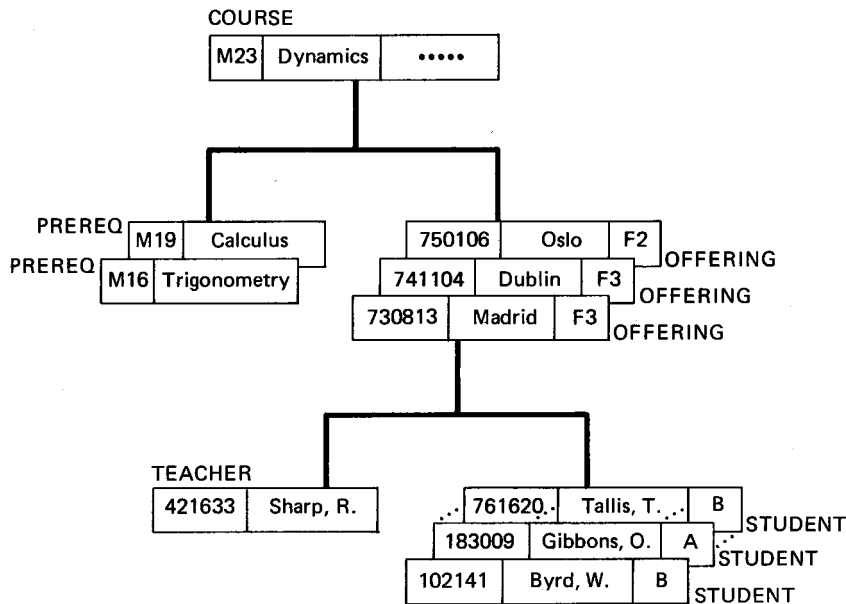 COURSE
M23 Dynamics •••••
PREREQ M19 Calculus
PREREQ M16 Trigonometry
750106 Oslo F2 OFFERING
741104 Dublin F3 OFFERING
730813 Madrid F3 OFFERING
TEACHER
421633 Sharp, R.
761620 Tallis, T. B STUDENT
183009 Gibbons, O. A STUDENT
102141 Byrd, W. B STUDENT